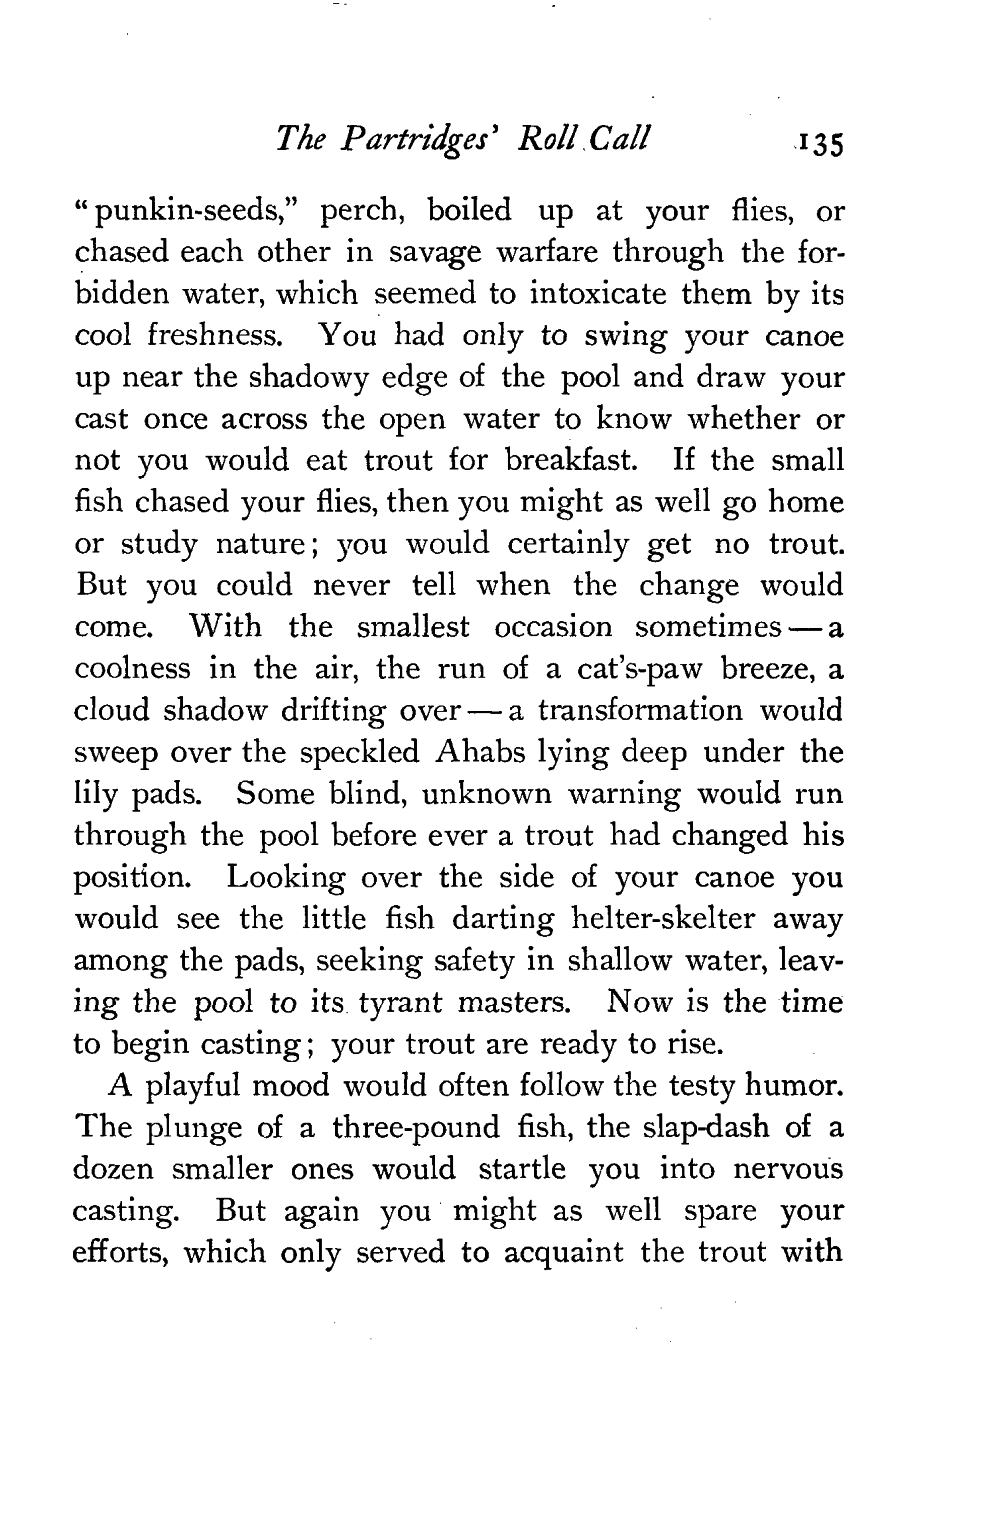 The Partridges' Roll Call 135
“punkin-seeds,” perch, boiled up at your flies, or
chased each other in savage warfare through the for-
bidden water, which seemed to intoxicate them by its
cool freshness. You had only to swing your canoe
up near the shadowy edge of the pool and draw your
cast once across the open water to know whether or
not you would eat trout for breakfast. If the small
fish chased your flies, then you might as well go home
or study nature; you would certainly get no trout.
But you could never tell when the change would
come. With the smallest occasion sometimes — a
coolness in the air, the run of a cat's-paw breeze, a
cloud shadow drifting over — a transformation would
sweep over the speckled Ahabs lying deep under the
lily pads. Some blind, unknown warning would run
through the pool before ever a trout had changed his
position. Looking over the side of your canoe you
would see the little fish darting helter-skelter away
among the pads, seeking safety in shallow water, leav-
ing the pool to its tyrant masters. Now is the time
to begin casting; your trout are ready to rise.
A playful mood would often follow the testy humor.
The plunge of a three-pound fish, the slap-dash of a
dozen smaller ones would startle you into nervous
casting. But again you might as well spare your
efforts, which only served to acquaint the trout with